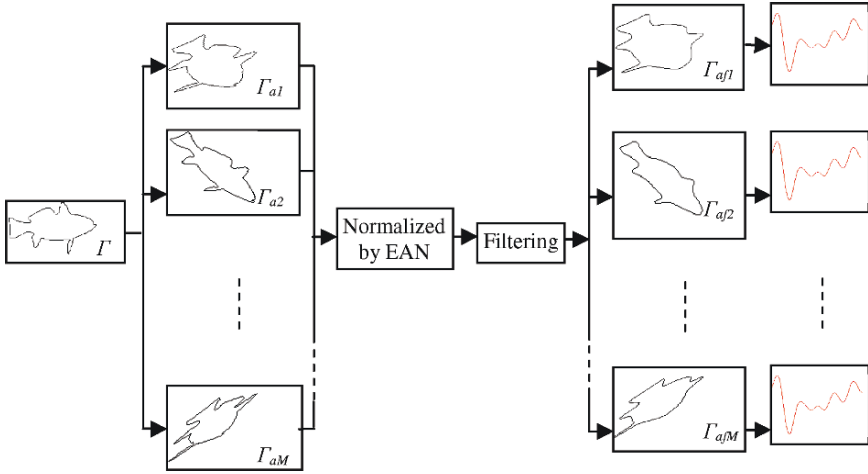 Γa1
Γa2
Γ
ΓaM
Normalized
by EAN
Filtering
Γaf1
Γaf2
ΓafM